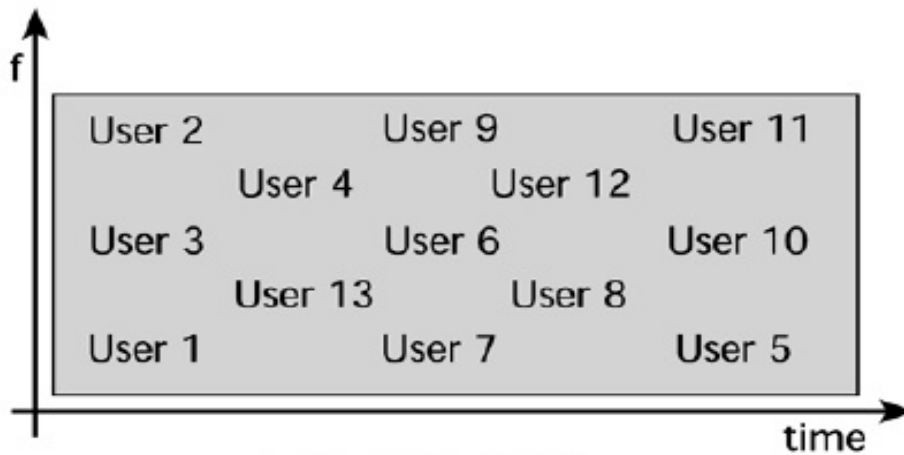 f
User 2 User 9 User 11
User 4 User 12
User 3 User 6 User 10
User 13 User 8
User 1 User 7 User 5
time